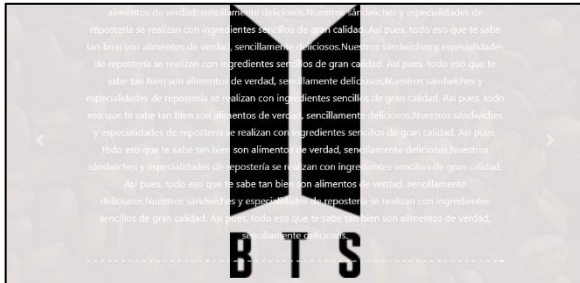 alimentos de verdad, sencillamente deliciosos.Nuestros sándwiches y especialidades de
repostería se realizan con ingredientes sencillos de gran calidad. Así pues, todo eso que te sabe
tan bien son alimentos de verdad, sencillamente deliciosos.Nuestros sándwiches y especialidades
de repostería se realizan con ingredientes sencillos de gran calidad. Así pues, todo eso que te
sabe tan bien son alimentos de verdad, sencillamente deliciosos.Nuestros sándwiches y
especialidades de repostería se realizan con ingredientes sencillos de gran calidad. Así pues, todo
eso que te sabe tan bien son alimentos de verdad, sencillamente deliciosos.Nuestros sándwiches
y especialidades de repostería se realizan con ingredientes sencillos de gran calidad. Así pues,
todo eso que te sabe tan bien son alimentos de verdad, sencillamente deliciosos.Nuestros
sándwiches y especialidades de repostería se realizan con ingredientes sencillos de gran calidad.
Así pues, todo eso que te sabe tan bien son alimentos de verdad, sencillamente
deliciosos.Nuestros sándwiches y especialidades de repostería se realizan con ingredientes
sencillos de gran calidad. Así pues, todo eso que te sabe tan bien son alimentos de verdad,
sencillamente deliciosos.
BTS